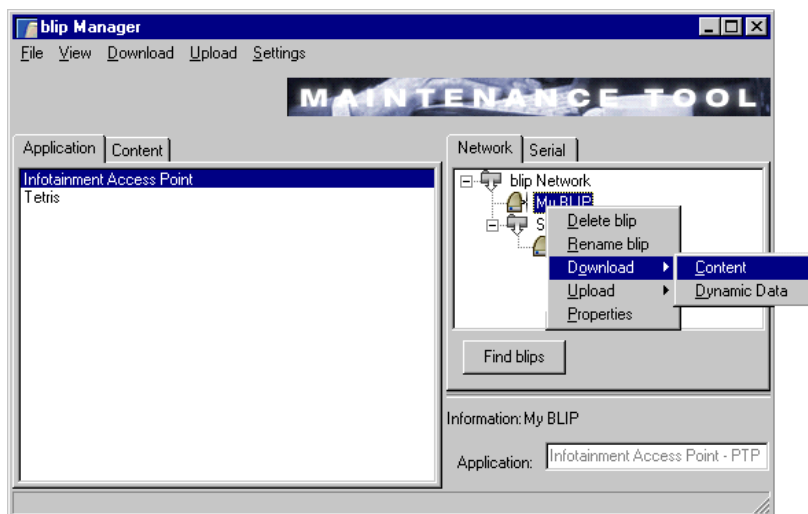 blip Manager
File View Download Upload Settings
MAINTENANCE TOOL
Application Content
Infotainment Access Point
Tetris
Network Serial
blip Network
My BLIP
S
Delete blip
Rename blip
Download
Upload
Properties
Content
Dynamic Data
Find blips
Information: My BLIP
Application: Infotainment Access Point - PTP